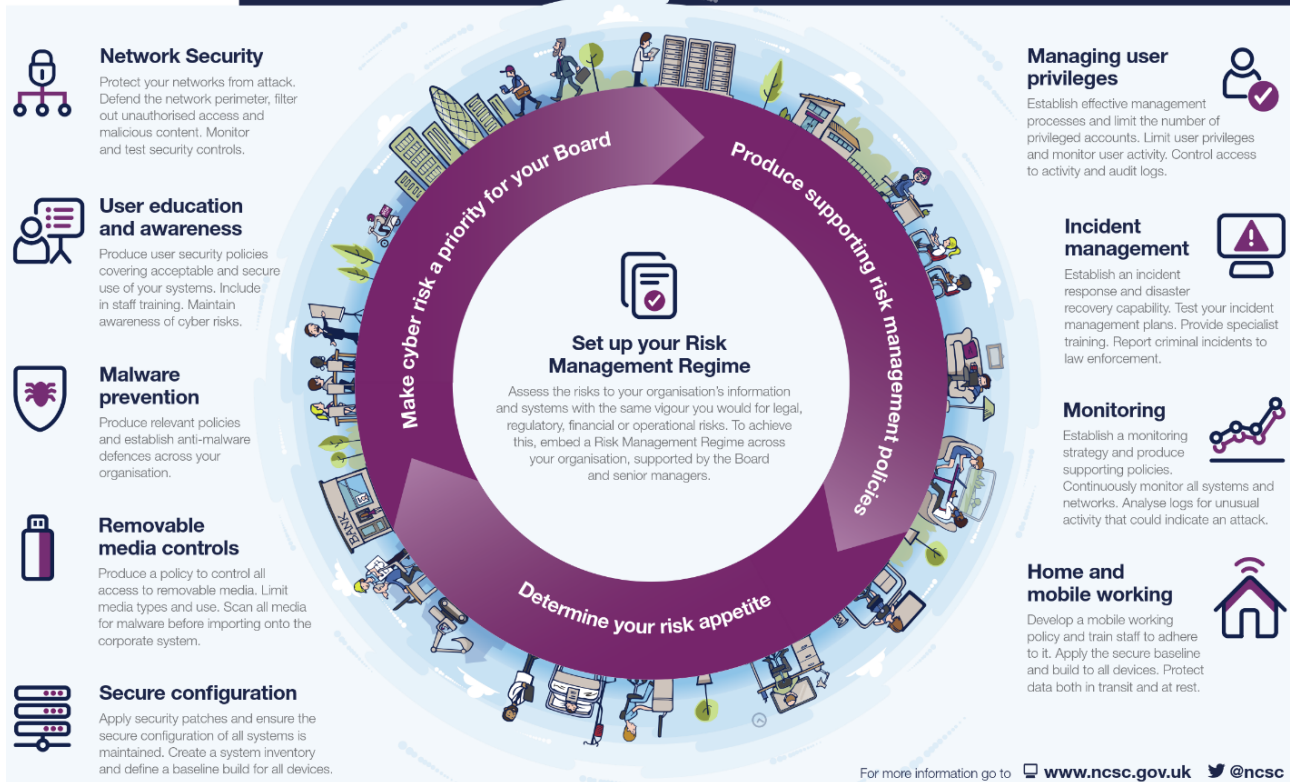 Network Security
Protect your networks from attack.
Defend the network perimeter, filter
out unauthorised access and
malicious content. Monitor
and test security controls.
User education
and awareness
Produce user security policies
covering acceptable and secure
use of your systems. Include
in staff training. Maintain
awareness of cyber risks.
Malware
prevention
Produce relevant policies
and establish anti-malware
defences across your
organisation.
Removable
media controls
Produce a policy to control all
access to removable media. Limit
media types and use. Scan all media
for malware before importing onto the
corporate system.
Secure configuration
Apply security patches and ensure the
secure configuration of all systems is
maintained. Create a system inventory
and define a baseline build for all devices.
Make cyber risk a priority for your Board
Produce supporting risk management policies
Determine your risk appetite
BANK
Set up your Risk
Management Regime
Assess the risks to your organisation's information
and systems with the same vigour you would for legal,
regulatory, financial or operational risks. To achieve
this, embed a Risk Management Regime across
your organisation, supported by the Board
and senior managers.
Managing user
privileges
Establish effective management
processes and limit the number of
privileged accounts. Limit user privileges
and monitor user activity. Control access
to activity and audit logs.
Incident
management
Establish an incident
response and disaster
recovery capability. Test your incident
management plans. Provide specialist
training. Report criminal incidents to
law enforcement.
Monitoring
Establish a monitoring
strategy and produce
supporting policies.
Continuously monitor all systems and
networks. Analyse logs for unusual
activity that could indicate an attack.
Home and
mobile working
Develop a mobile working
policy and train staff to adhere
to it. Apply the secure baseline
and build to all devices. Protect
data both in transit and at rest.
For more information go to www.ncsc.gov.uk @ncsc